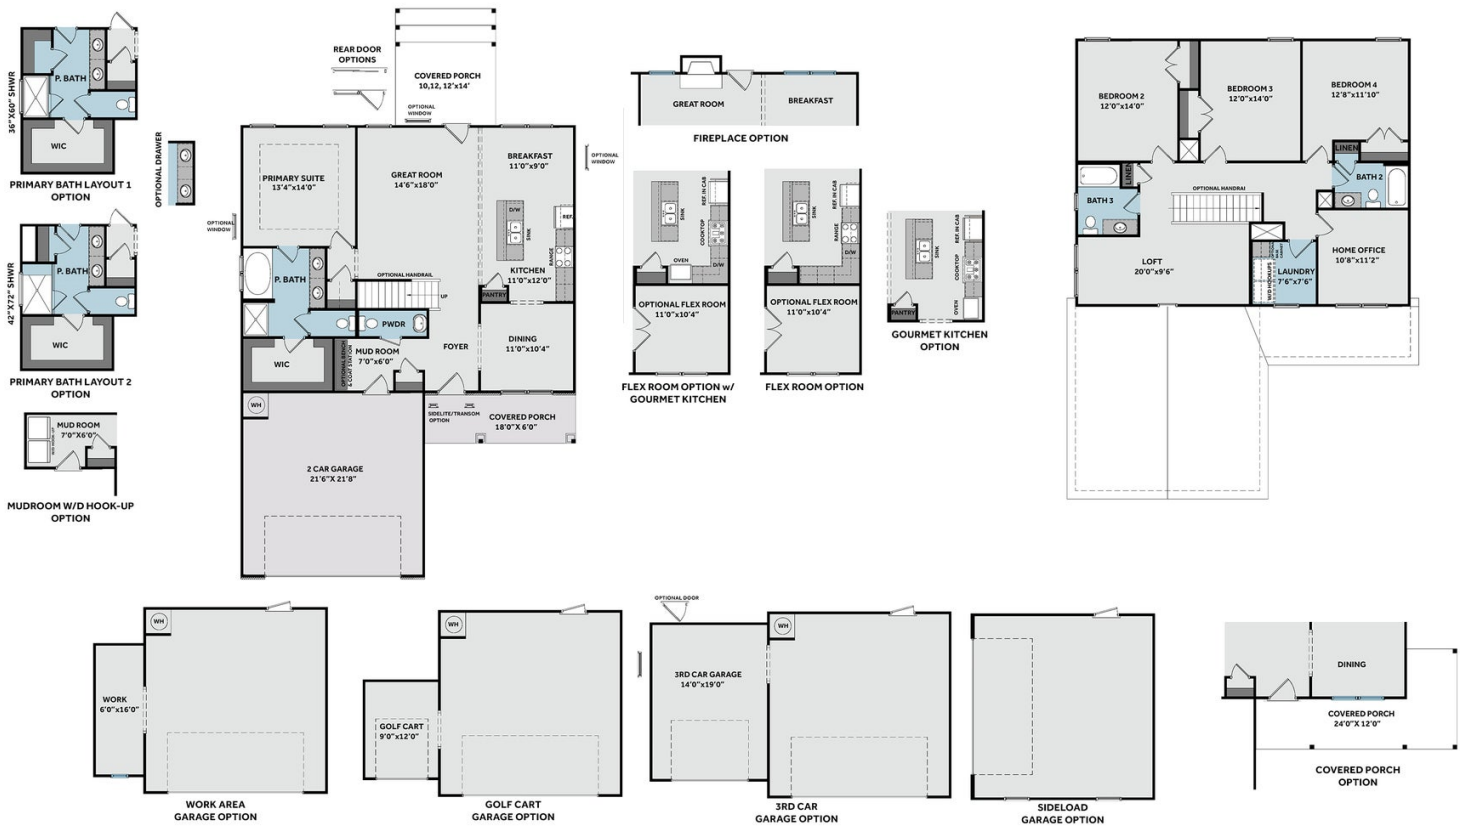 36"X60" SHWR
P. BATH
WIC
PRIMARY BATH LAYOUT 1
OPTION
OPTIONAL DRAWER
42"X72" SHWR
P. BATH
WIC
PRIMARY BATH LAYOUT 2
OPTION
MUD ROOM
7'0"X6'0"
MUDROOM W/D HOOK-UP
OPTION
REAR DOOR
OPTIONS
COVERED PORCH
10,12, 12'x14'
OPTIONAL
WINDOW
PRIMARY SUITE
13'4"x14'0"
OPTIONAL
WINDOW
GREAT ROOM
14'6"x18'0"
BREAKFAST
11'0"x9'0"
OPTIONAL
WINDOW
D/W
SINK
REF.
RANGE
KITCHEN
11'0"x12'0"
PANTRY
OPTIONAL HANDRAIL
UP
P. BATH
PWDR
WIC
OPTIONAL BENCH
& COAT STATION
MUD ROOM
7'0"x6'0"
FOYER
DINING
11'0"x10'4"
WH
SIDELITE/TRANSOM
OPTION
COVERED PORCH
18'0"X 6'0"
2 CAR GARAGE
21'6"X 21'8"
GREAT ROOM
BREAKFAST
FIREPLACE OPTION
SINK
REF. IN CAB
COOKTOP
D/W
OVEN
OPTIONAL FLEX ROOM
11'0"x10'4"
FLEX ROOM OPTION w/
GOURMET KITCHEN
SINK
REF. IN CAB
RANGE
D/W
OPTIONAL FLEX ROOM
11'0"x10'4"
FLEX ROOM OPTION
SINK
REF. IN CAB
COOKTOP
OVEN
PANTRY
GOURMET KITCHEN
OPTION
BEDROOM 2
12'0"x14'0"
BEDROOM 3
12'0"x14'0"
BEDROOM 4
12'8"x11'10"
LINEN
LINEN
BATH 2
BATH 3
OPTIONAL HANDRAI
LOFT
20'0"x9'6"
W/D HOOKUPS
LAUNDRY
7'6"x7'6"
HOME OFFICE
10'8"x11'2"
WH
WORK
6'0"x16'0"
WORK AREA
GARAGE OPTION
WH
GOLF CART
9'0"x12'0"
GOLF CART
GARAGE OPTION
OPTIONAL DOOR
WH
3RD CAR GARAGE
14'0"x19'0"
3RD CAR
GARAGE OPTION
SIDELOAD
GARAGE OPTION
DINING
COVERED PORCH
24'0"X 12'0"
COVERED PORCH
OPTION